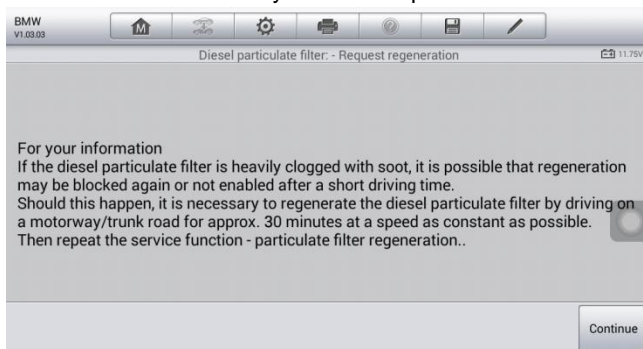 BMW
V1.03.03
Diesel particulate filter: - Request regeneration
11.75V
For your information
If the diesel particulate filter is heavily clogged with soot, it is possible that regeneration
may be blocked again or not enabled after a short driving time.
Should this happen, it is necessary to regenerate the diesel particulate filter by driving on
a motorway/trunk road for approx. 30 minutes at a speed as constant as possible.
Then repeat the service function - particulate filter regeneration..
Continue